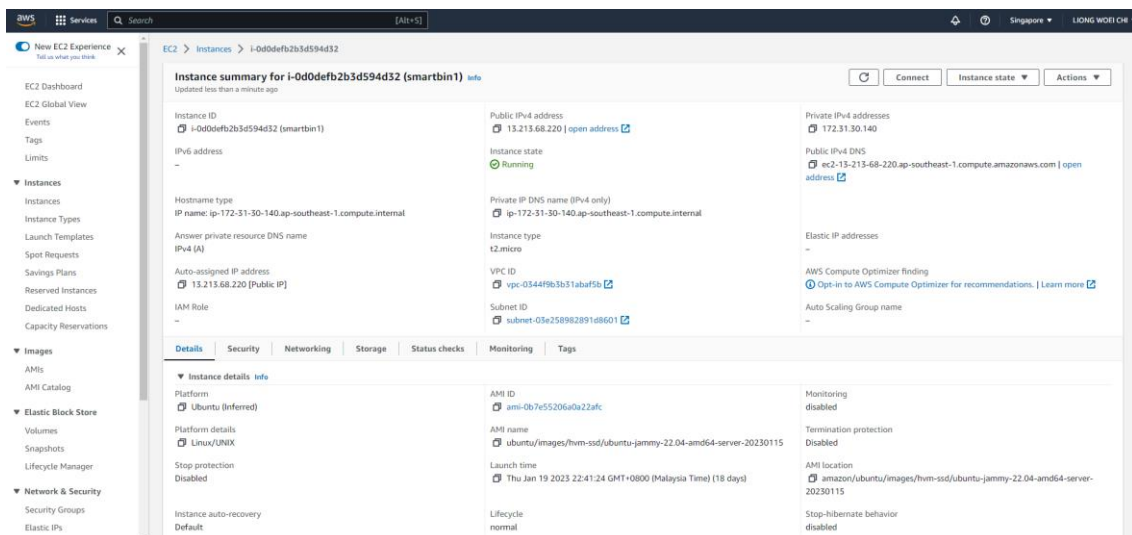 aws Services Search [Alt+S] Singapore ▼ LIONG WOEI CHI
New EC2 Experience
Tell us what you think
EC2 Dashboard
EC2 Global View
Events
Tags
Limits
▼ Instances
Instances
Instance Types
Launch Templates
Spot Requests
Savings Plans
Reserved Instances
Dedicated Hosts
Capacity Reservations
▼ Images
AMIs
AMI Catalog
▼ Elastic Block Store
Volumes
Snapshots
Lifecycle Manager
▼ Network & Security
Security Groups
Elastic IPs
EC2 > Instances > i-0d0defb2b3d594d32
Instance summary for i-0d0defb2b3d594d32 (smartbin1) Info
Updated less than a minute ago
Connect Instance state ▼ Actions ▼
Instance ID
i-0d0defb2b3d594d32 (smartbin1)
Public IPv4 address
13.213.68.220 | open address
Private IPv4 addresses
172.31.30.140
IPv6 address
–
Instance state
Running
Public IPv4 DNS
ec2-13-213-68-220.ap-southeast-1.compute.amazonaws.com | open
address
Hostname type
IP name: ip-172-31-30-140.ap-southeast-1.compute.internal
Private IP DNS name (IPv4 only)
ip-172-31-30-140.ap-southeast-1.compute.internal
Answer private resource DNS name
IPv4 (A)
Instance type
t2.micro
Elastic IP addresses
–
Auto-assigned IP address
13.213.68.220 [Public IP]
VPC ID
vpc-0344f9b3b31abaf5b
AWS Compute Optimizer finding
Opt-in to AWS Compute Optimizer for recommendations. | Learn more
IAM Role
–
Subnet ID
subnet-03e258982891d8601
Auto Scaling Group name
–
Details Security Networking Storage Status checks Monitoring Tags
▼ Instance details Info
Platform
Ubuntu (Inferred)
AMI ID
ami-0b7e55206a0a22afc
Monitoring
disabled
Platform details
Linux/UNIX
AMI name
ubuntu/images/hvm-ssd/ubuntu-jammy-22.04-amd64-server-20230115
Termination protection
Disabled
Stop protection
Disabled
Launch time
Thu Jan 19 2023 22:41:24 GMT+0800 (Malaysia Time) (18 days)
AMI location
amazon/ubuntu/images/hvm-ssd/ubuntu-jammy-22.04-amd64-server-
20230115
Instance auto-recovery
Default
Lifecycle
normal
Stop-hibernate behavior
disabled